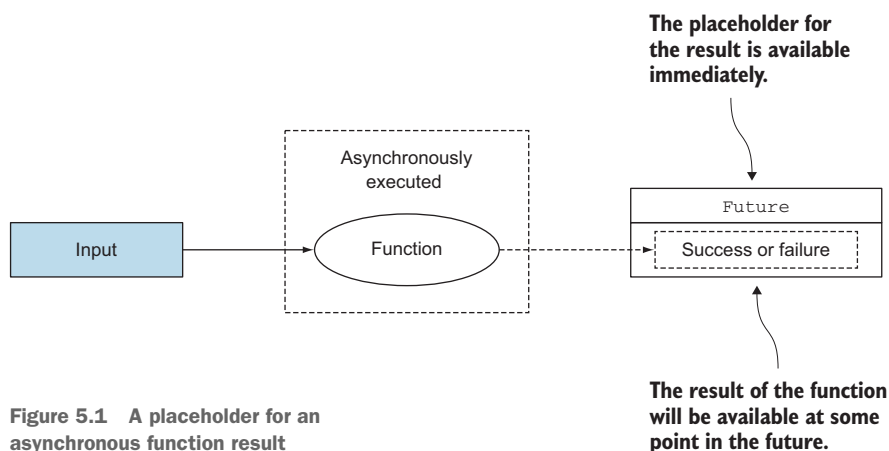 The placeholder for
the result is available
immediately.
Asynchronously
executed
Input
Function
Future
Success or failure
The result of the function
will be available at some
point in the future.
Figure 5.1 A placeholder for an
asynchronous function result